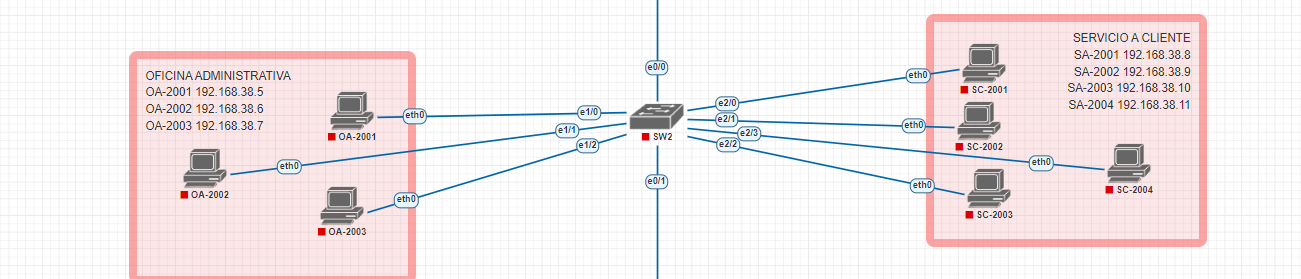 OFICINA ADMINISTRATIVA
OA-2001 192.168.38.5
OA-2002 192.168.38.6
OA-2003 192.168.38.7
eth0
OA-2001
eth0
OA-2002
eth0
OA-2003
e0/0
e1/0
e1/1
e1/2
SW2
e0/1
e2/0
e2/1
e2/3
e2/2
SERVICIO A CLIENTE
SA-2001 192.168.38.8
SA-2002 192.168.38.9
SA-2003 192.168.38.10
SA-2004 192.168.38.11
eth0
SC-2001
eth0
SC-2002
eth0
SC-2004
eth0
SC-2003